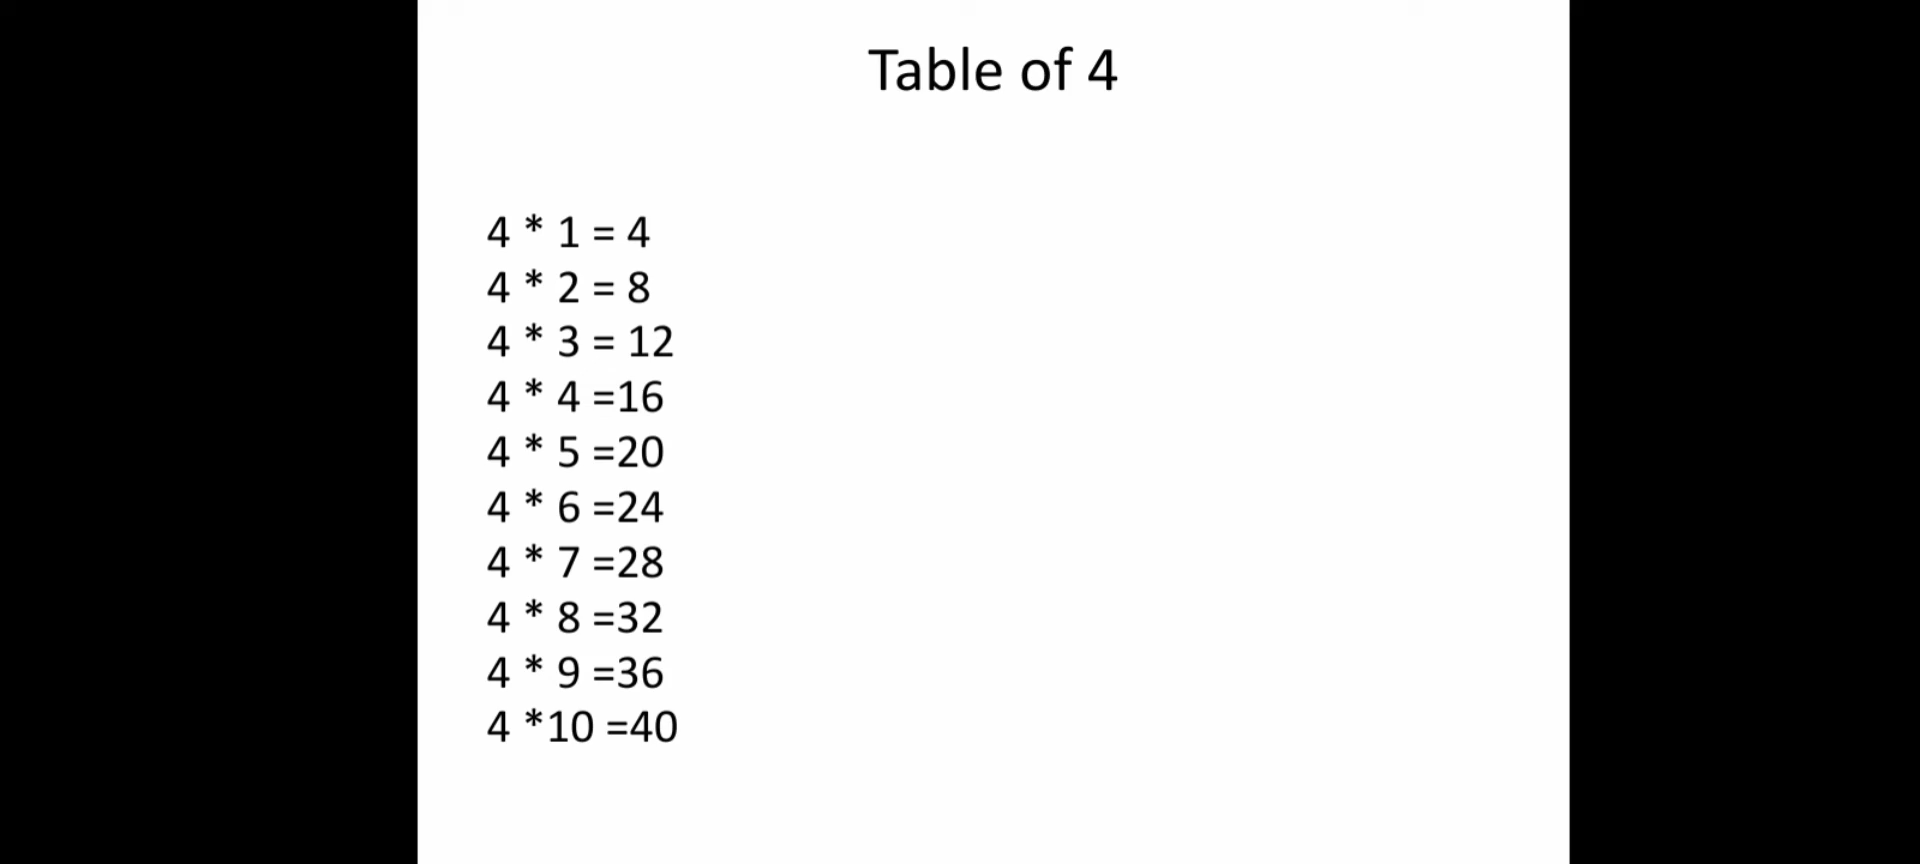 Table of 4
4 * 1 = 4
4 * 2 = 8
4 * 3 = 12
4 * 4 =16
4 * 5 =20
4 * 6 =24
4 * 7 =28
4 * 8 =32
4 * 9 =36
4 *10 =40